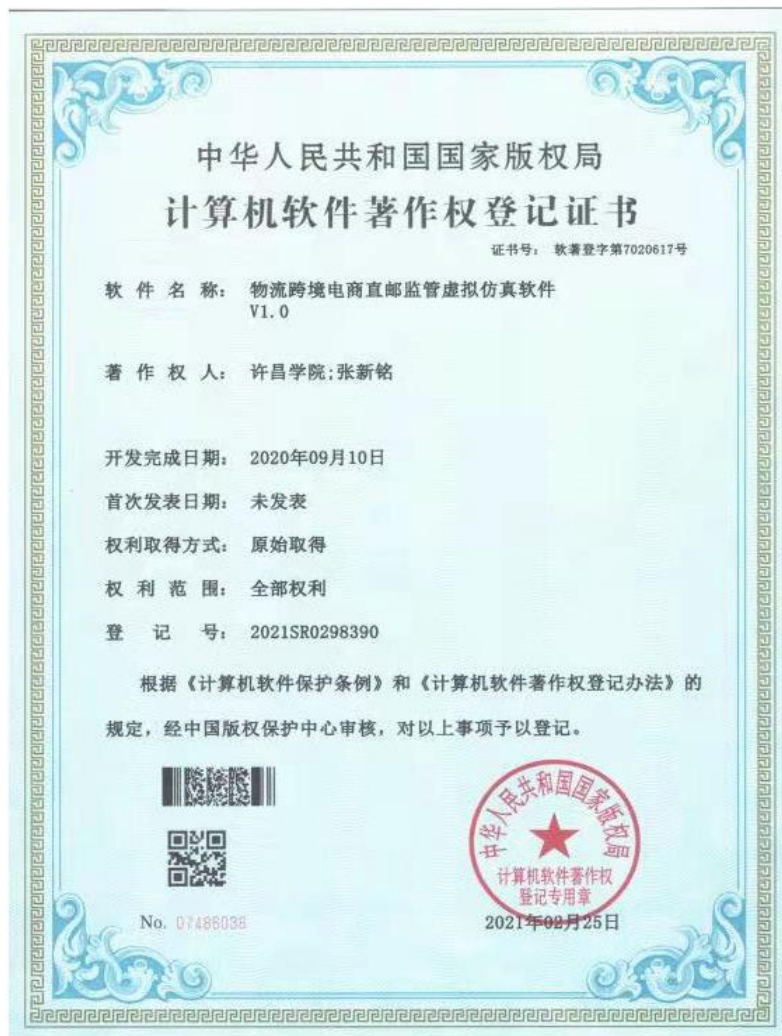 中华人民共和国国家版权局
计算机软件著作权登记证书
证书号： 软著登字第7020617号
软件名称： 物流跨境电商直邮监管虚拟仿真软件
V1.0
著作权人： 许昌学院;张新铭
开发完成日期： 2020年09月10日
首次发表日期： 未发表
权利取得方式： 原始取得
权利范围： 全部权利
登记号： 2021SR0298390
根据《计算机软件保护条例》和《计算机软件著作权登记办法》的
规定，经中国版权保护中心审核，对以上事项予以登记。
中华人民共和国国家版权局
计算机软件著作权
登记专用章
No. 07486036
2021年02月25日